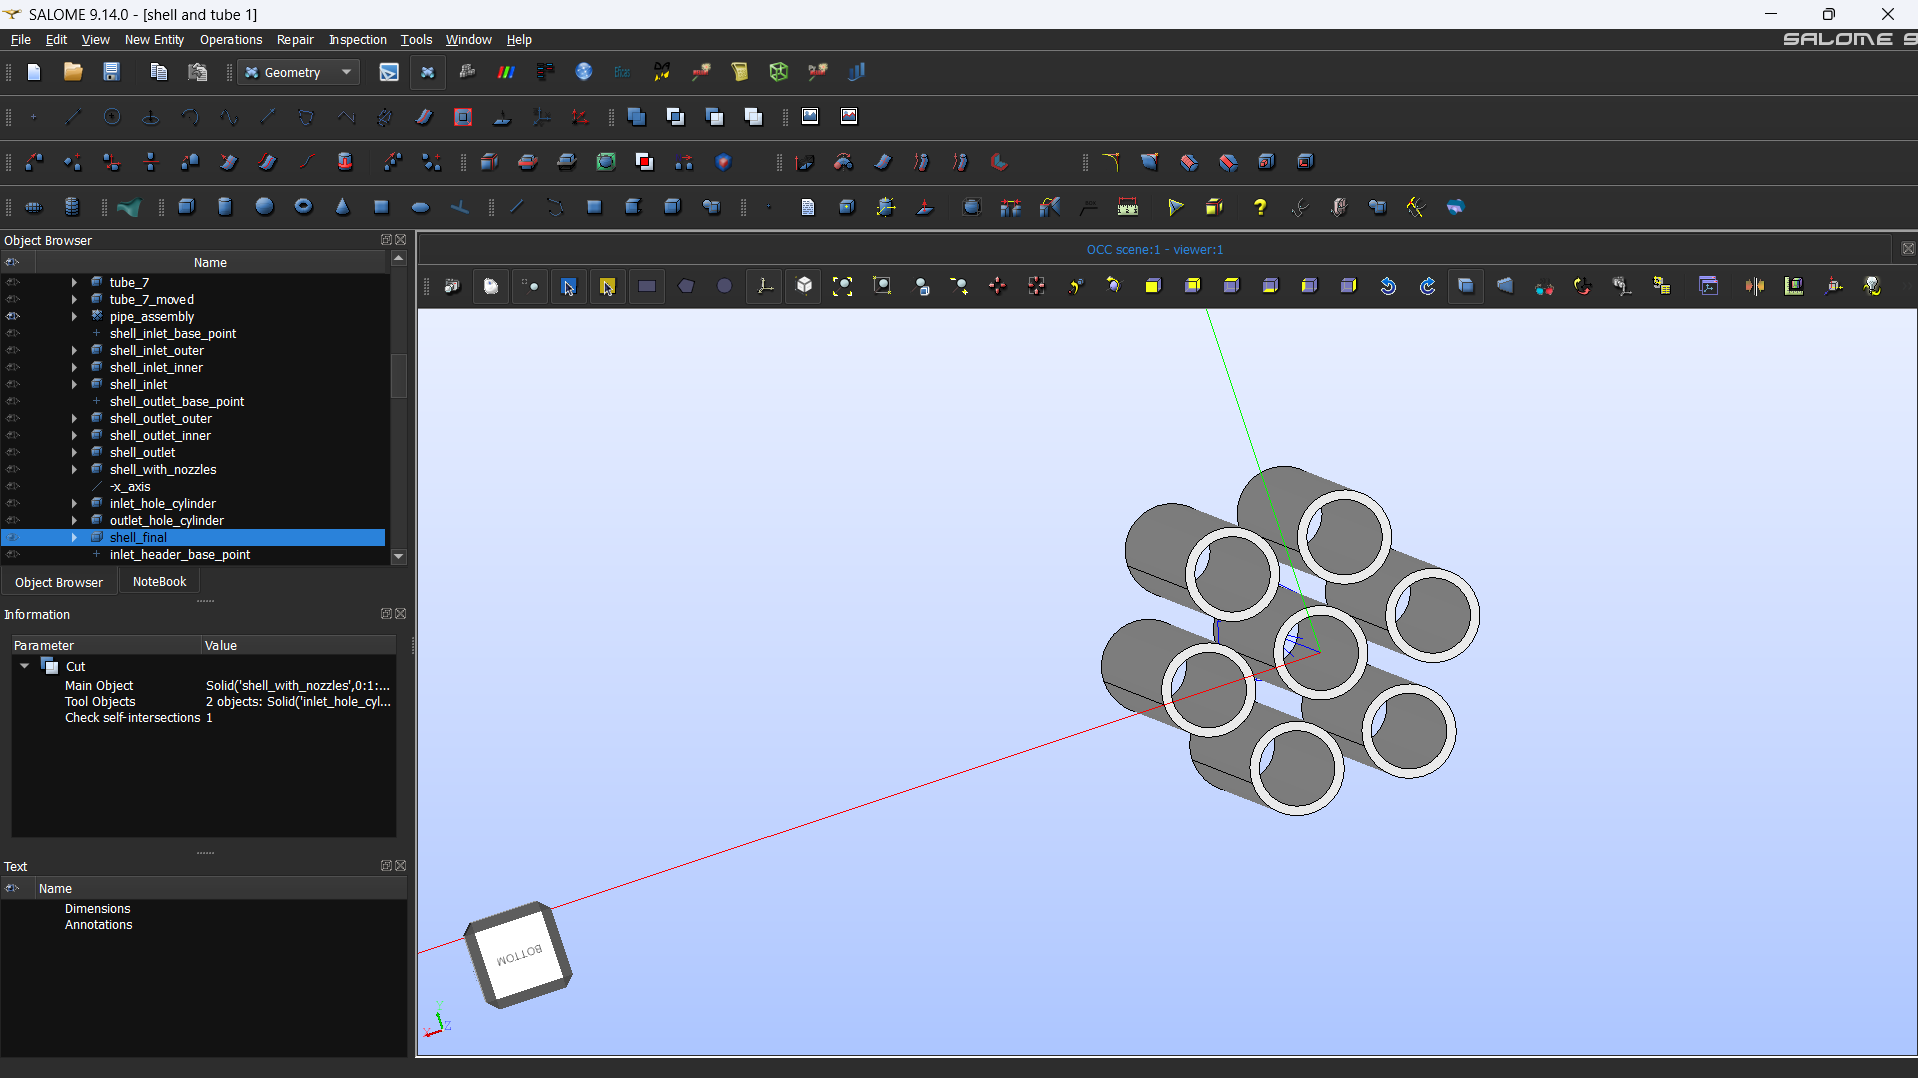 SALOME 9.14.0 - [shell and tube 1]
File Edit View New Entity Operations Repair Inspection Tools Window Help
SALOME 9
Geometry
Object Browser
Name
tube_7
tube_7_moved
pipe_assembly
shell_inlet_base_point
shell_inlet_outer
shell_inlet_inner
shell_inlet
shell_outlet_base_point
shell_outlet_outer
shell_outlet_inner
shell_outlet
shell_with_nozzles
-x_axis
inlet_hole_cylinder
outlet_hole_cylinder
shell_final
inlet_header_base_point
Object Browser NoteBook
Information
Parameter Value
Cut
Main Object Solid('shell_with_nozzles',0:1:...
Tool Objects 2 objects: Solid('inlet_hole_cyl...
Check self-intersections 1
Text
Name
Dimensions
Annotations
OCC scene:1 - viewer:1
BOTTOM
X
Z